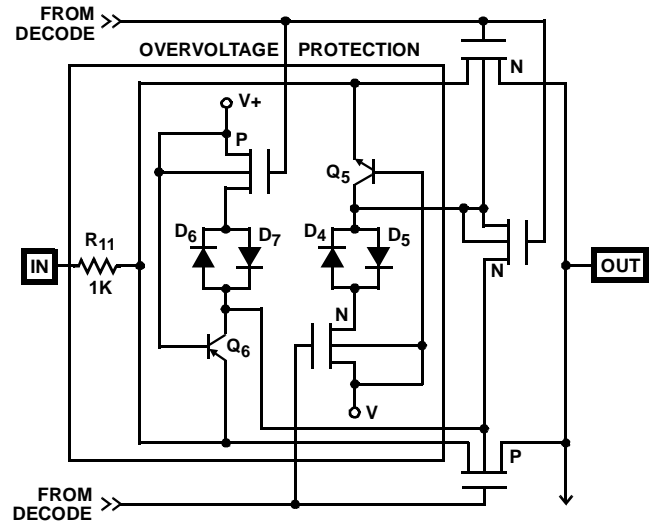 FROM
DECODE
OVERVOLTAGE PROTECTION
N
V+
P
Q5
D6
D7
D4
D5
N
IN
R11
1K
OUT
N
Q6
V
P
FROM
DECODE